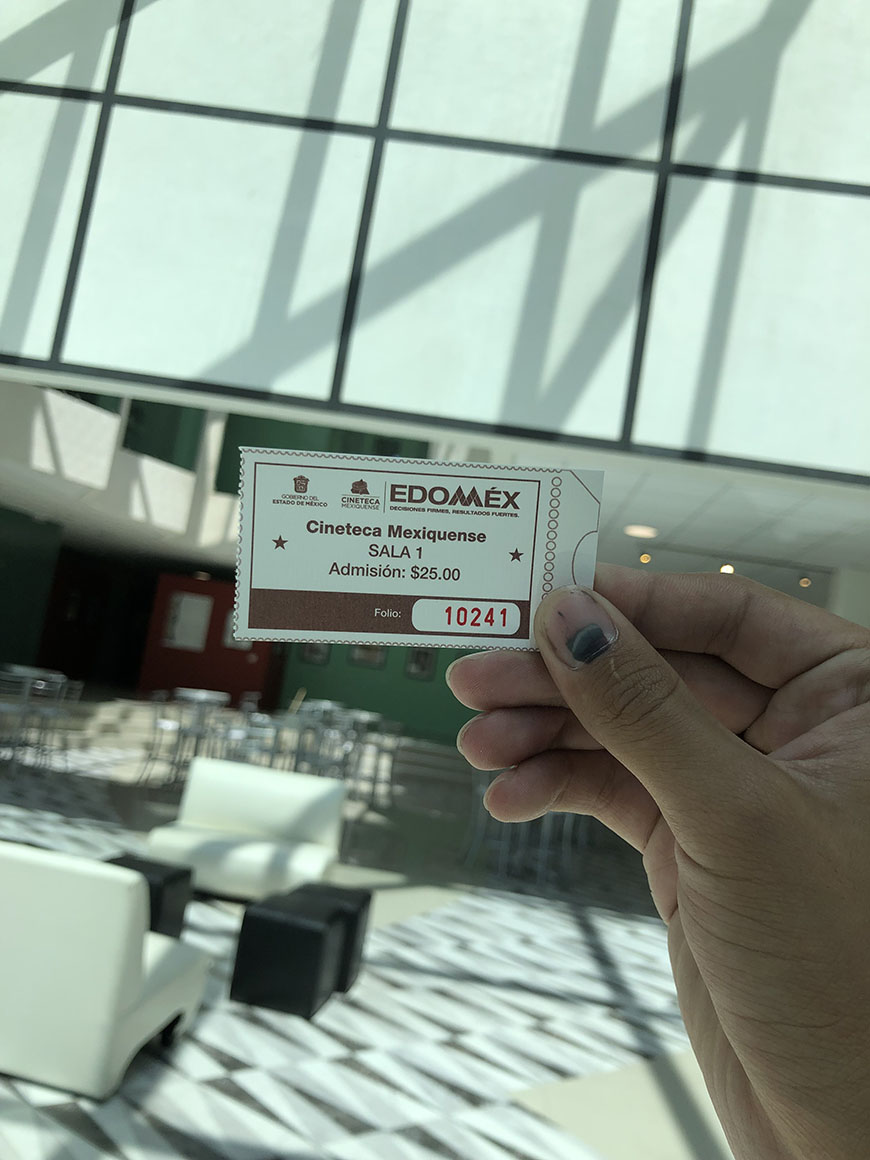 GOBIERNO DEL
ESTADO DE MÉXICO
CINETECA
MEXIQUENSE
EDOMÉX
DECISIONES FIRMES, RESULTADOS FUERTES.
Cineteca Mexiquense
SALA 1
Admisión: $25.00
Folio: 10241